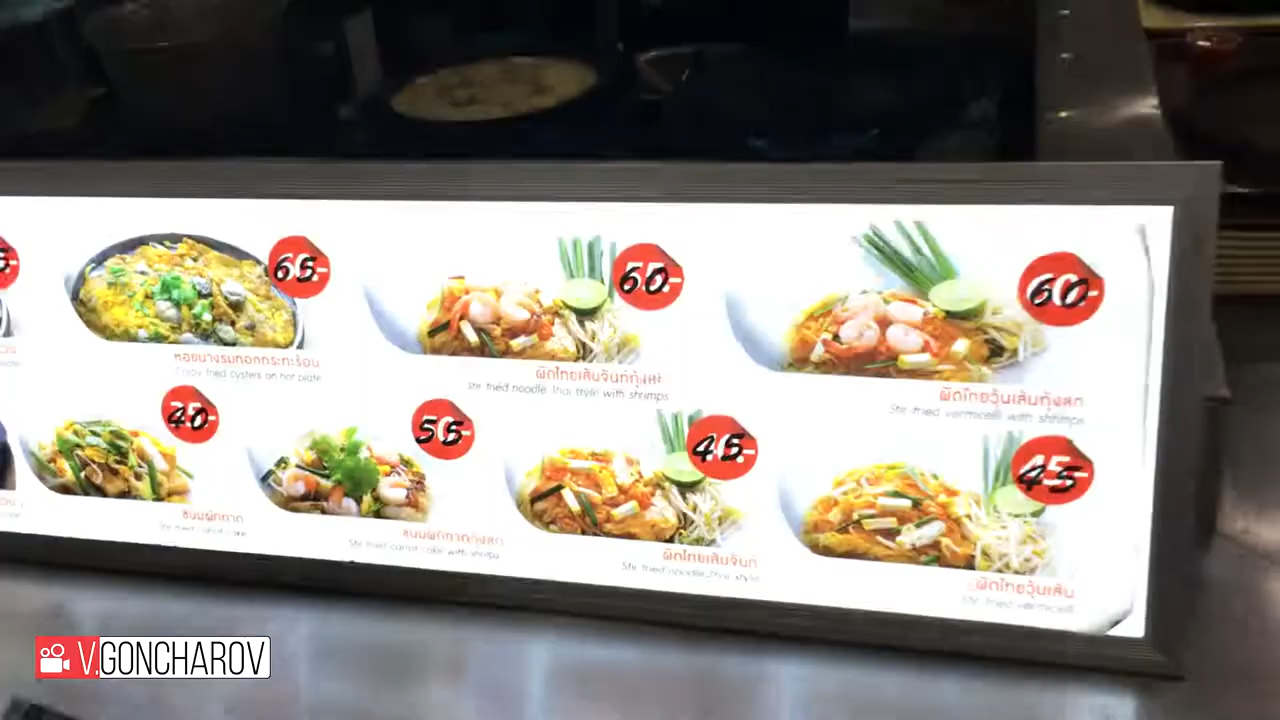 65.-
60.-
60.-
หอยนางรมทอดกระทะร้อน
Crispy fried oysters on hot plate
ผัดไทยเส้นจันท์กุ้งสด
Stir fried noodle Thai style with shrimps
ผัดไทยวุ้นเส้นกุ้งสด
Stir fried vermicelli with shrimps
40.-
55.-
45.-
45
ขนมผักกาด
Stir fried carrot cake
ขนมผักกาดกุ้งสด
Stir fried carrot cake with shrimps
ผัดไทยเส้นจันท์
Stir fried noodle Thai style
ผัดไทยวุ้นเส้น
Stir fried vermicelli
V.GONCHAROV